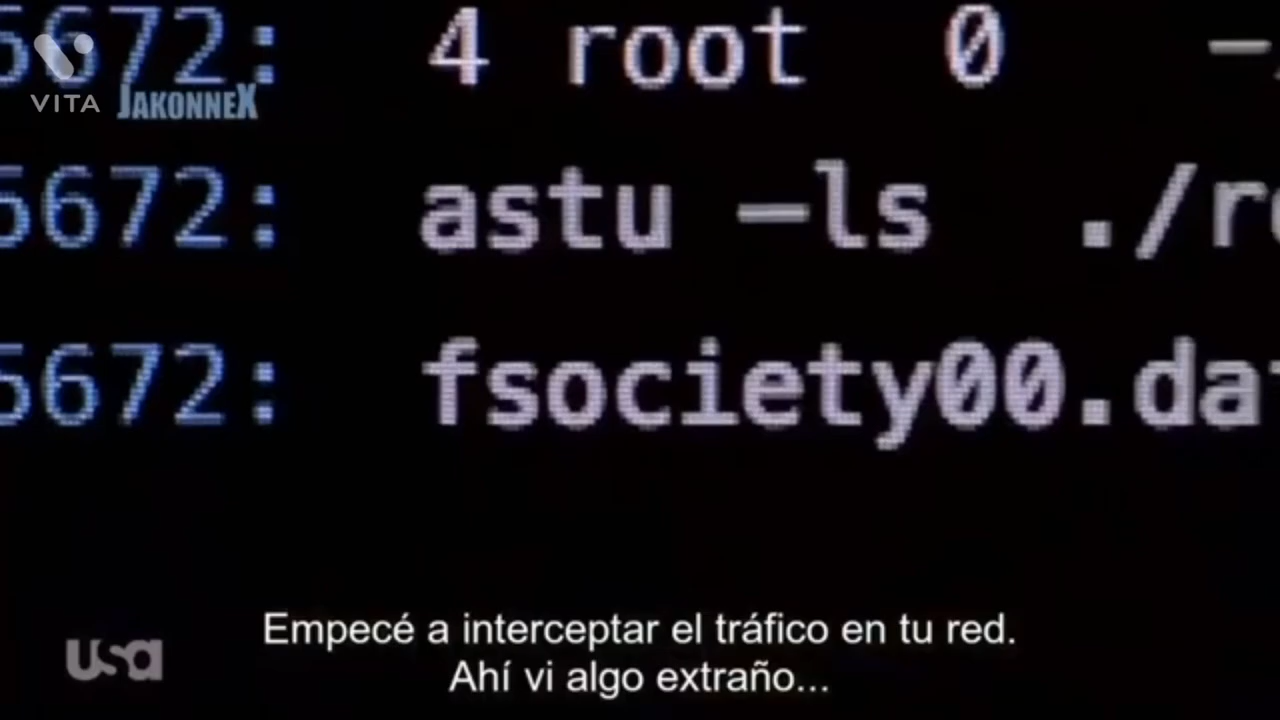 5672: 4 root 0 –
VITA JAKONNEX
5672: astu –ls ./r
5672: fsociety00.da
Empecé a interceptar el tráfico en tu red.
Ahí vi algo extraño...
usa